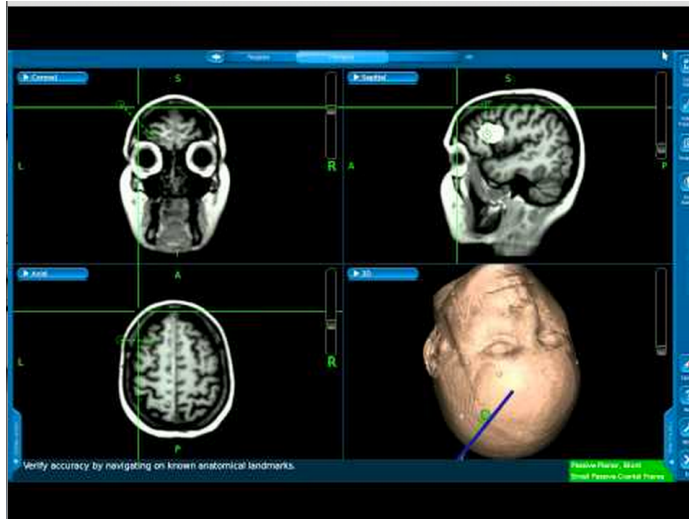 Coronal
S
L
R
Sagittal
S
A
P
Axial
A
L
R
P
3D
Verify accuracy by navigating on known anatomical landmarks.
Passive Planar, Blunt
Small Passive Cranial Frame